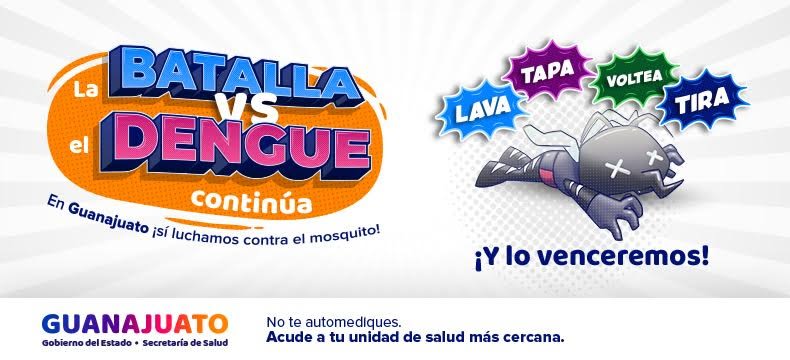 La BATALLA
vs
el DENGUE
continúa
En Guanajuato ¡sí luchamos contra el mosquito!
LAVA
TAPA
VOLTEA
TIRA
¡Y lo venceremos!
GUANAJUATO
Gobierno del Estado • Secretaría de Salud
No te automediques.
Acude a tu unidad de salud más cercana.